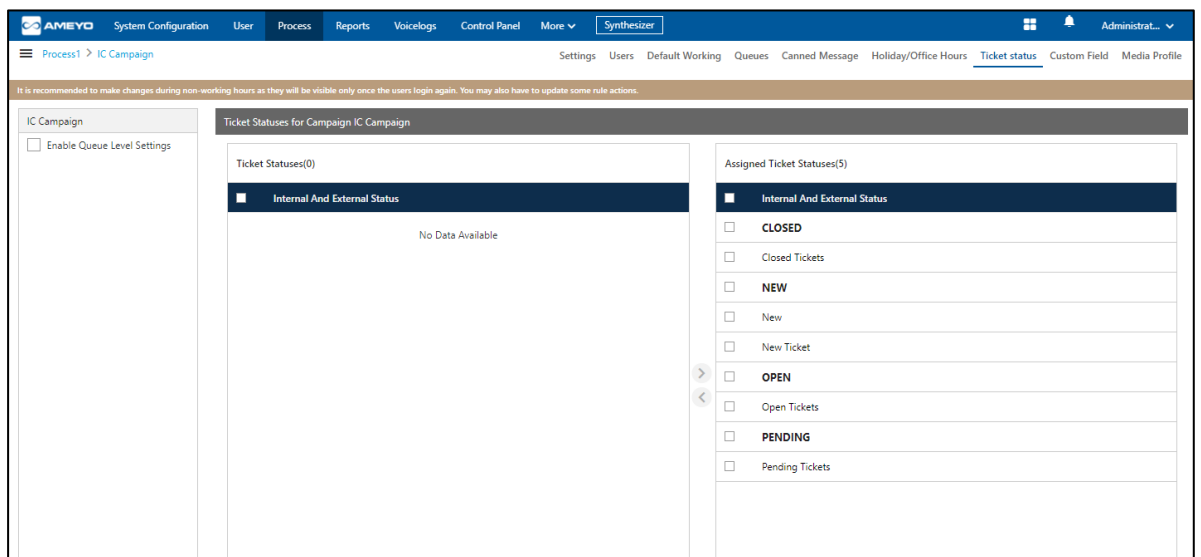 AMEYO System Configuration User Process Reports Voicelogs Control Panel More Synthesizer Administrat...
Process1 > IC Campaign Settings Users Default Working Queues Canned Message Holiday/Office Hours Ticket status Custom Field Media Profile
It is recommended to make changes during non-working hours as they will be visible only once the users login again. You may also have to update some rule actions.
IC Campaign
Enable Queue Level Settings
Ticket Statuses for Campaign IC Campaign
Ticket Statuses(0)
Internal And External Status
No Data Available
Assigned Ticket Statuses(5)
Internal And External Status
CLOSED
Closed Tickets
NEW
New
New Ticket
OPEN
Open Tickets
PENDING
Pending Tickets